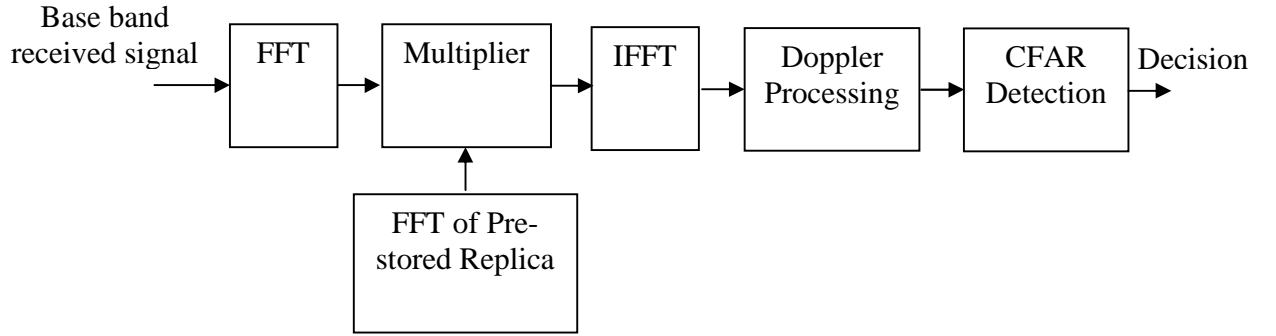 Base band
received signal
FFT
Multiplier
IFFT
Doppler
Processing
CFAR
Detection
Decision
FFT of Pre-
stored Replica